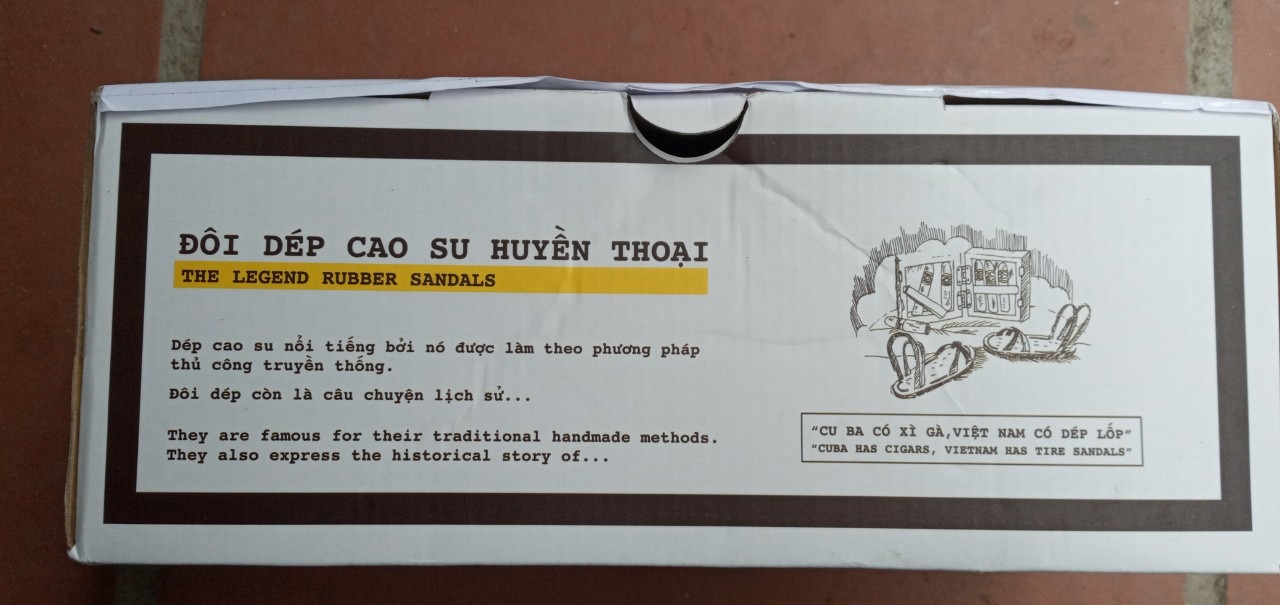 ĐÔI DÉP CAO SU HUYỀN THOẠI
THE LEGEND RUBBER SANDALS
Dép cao su nổi tiếng bởi nó được làm theo phương pháp
thủ công truyền thống.
Đôi dép còn là câu chuyện lịch sử...
They are famous for their traditional handmade methods.
They also express the historical story of...
"CU BA CÓ XÌ GÀ,VIỆT NAM CÓ DÉP LỐP"
"CUBA HAS CIGARS, VIETNAM HAS TIRE SANDALS"